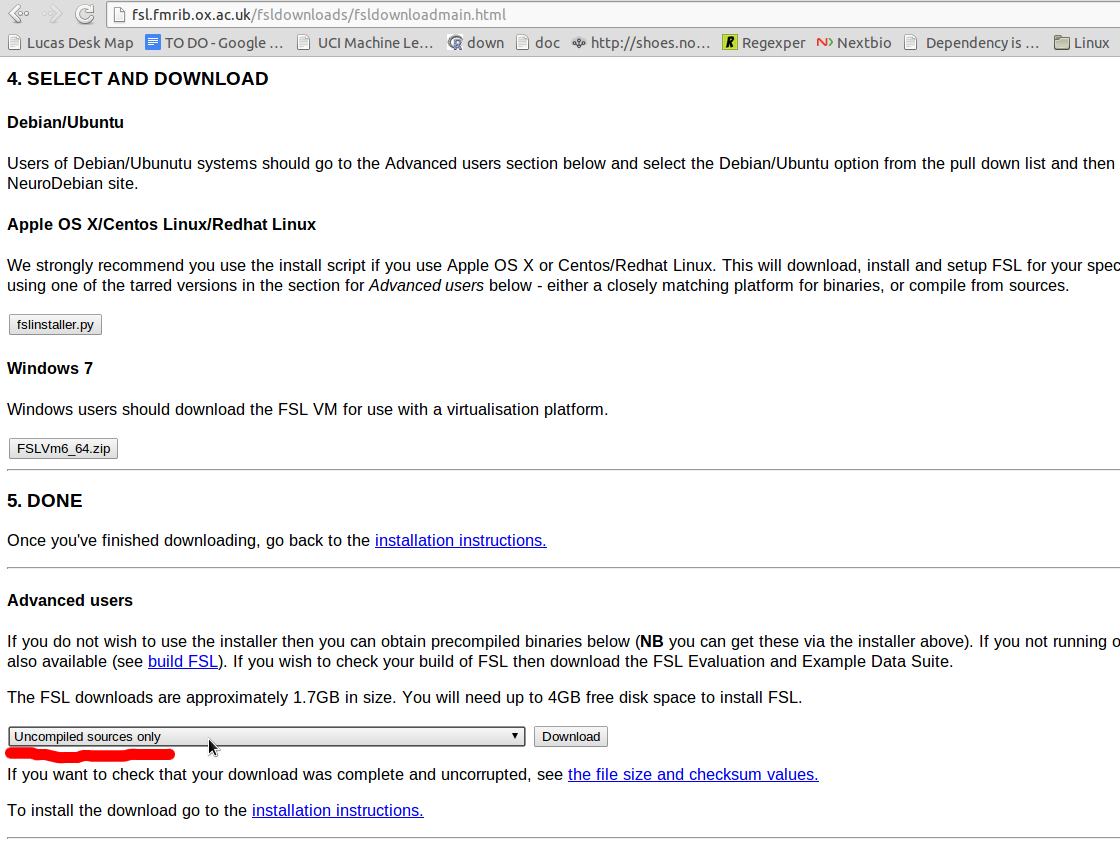 fsl.fmrib.ox.ac.uk/fsldownloads/fsldownloadmain.html
Lucas Desk Map TO DO - Google ... UCI Machine Le... down doc http://shoes.no... Regexper Nextbio Dependency is ... Linux
4. SELECT AND DOWNLOAD
Debian/Ubuntu
Users of Debian/Ubunutu systems should go to the Advanced users section below and select the Debian/Ubuntu option from the pull down list and then
NeuroDebian site.
Apple OS X/Centos Linux/Redhat Linux
We strongly recommend you use the install script if you use Apple OS X or Centos/Redhat Linux. This will download, install and setup FSL for your spec
using one of the tarred versions in the section for Advanced users below - either a closely matching platform for binaries, or compile from sources.
fslinstaller.py
Windows 7
Windows users should download the FSL VM for use with a virtualisation platform.
FSLVm6_64.zip
5. DONE
Once you've finished downloading, go back to the installation instructions.
Advanced users
If you do not wish to use the installer then you can obtain precompiled binaries below (NB you can get these via the installer above). If you not running o
also available (see build FSL). If you wish to check your build of FSL then download the FSL Evaluation and Example Data Suite.
The FSL downloads are approximately 1.7GB in size. You will need up to 4GB free disk space to install FSL.
Uncompiled sources only Download
If you want to check that your download was complete and uncorrupted, see the file size and checksum values.
To install the download go to the installation instructions.